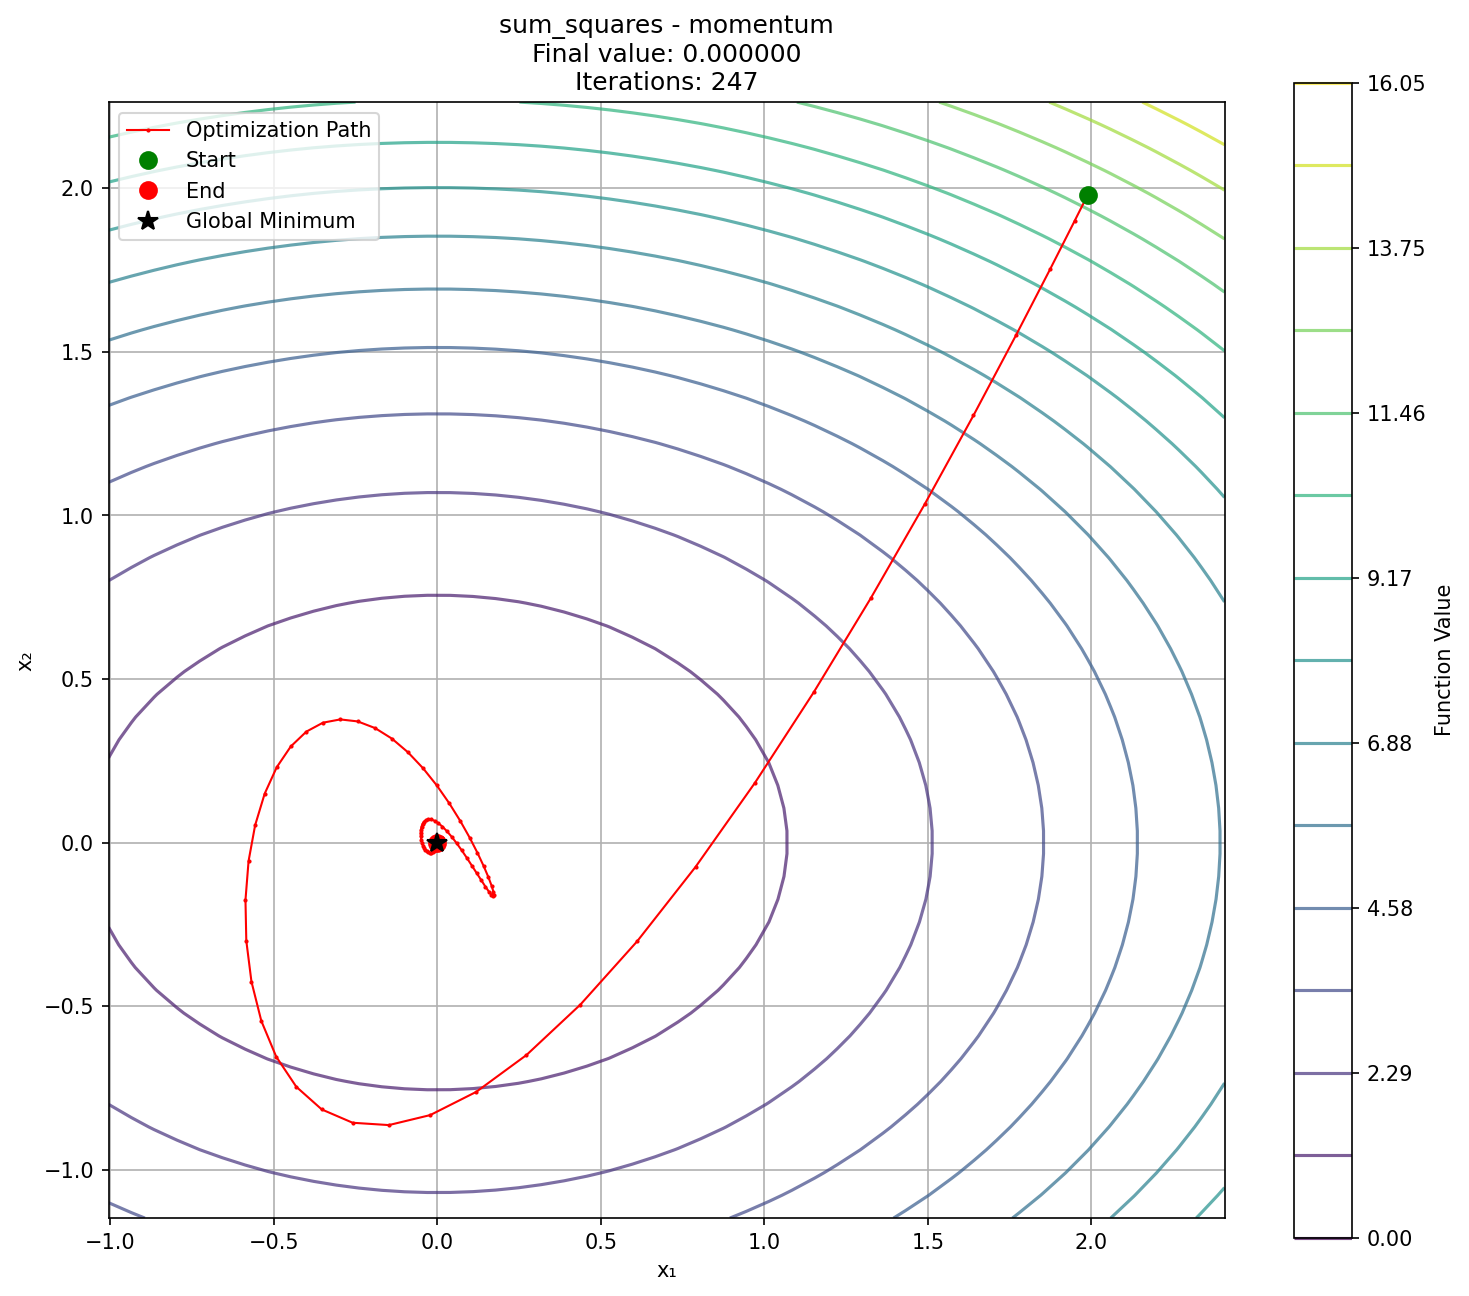 sum_squares - momentum
Final value: 0.000000
Iterations: 247
Optimization Path
Start
End
Global Minimum
2.0
1.5
1.0
0.5
0.0
−0.5
−1.0
x₂
−1.0
−0.5
0.0
0.5
1.0
1.5
2.0
x₁
16.05
13.75
11.46
9.17
6.88
4.58
2.29
0.00
Function Value